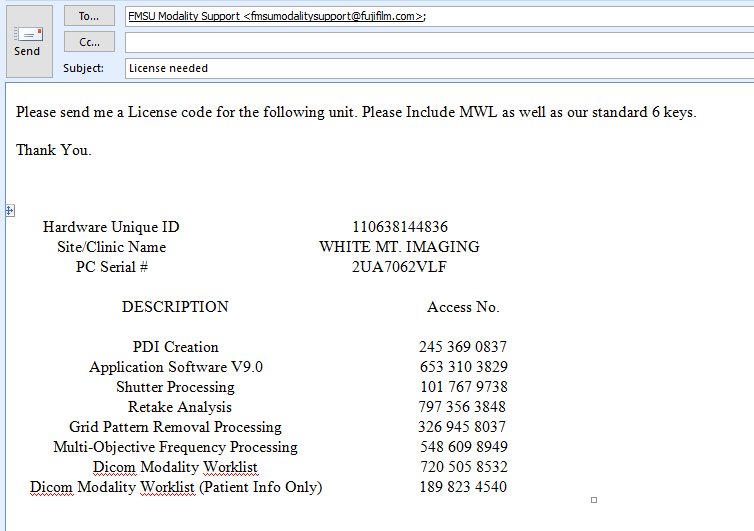 To...
FMSU Modality Support <fmsumodalitysupport@fujifilm.com>;
Cc...
Send
Subject:
License needed
Please send me a License code for the following unit. Please Include MWL as well as our standard 6 keys.
Thank You.
Hardware Unique ID 110638144836
Site/Clinic Name WHITE MT. IMAGING
PC Serial # 2UA7062VLF
DESCRIPTION Access No.
PDI Creation 245 369 0837
Application Software V9.0 653 310 3829
Shutter Processing 101 767 9738
Retake Analysis 797 356 3848
Grid Pattern Removal Processing 326 945 8037
Multi-Objective Frequency Processing 548 609 8949
Dicom Modality Worklist 720 505 8532
Dicom Modality Worklist (Patient Info Only) 189 823 4540